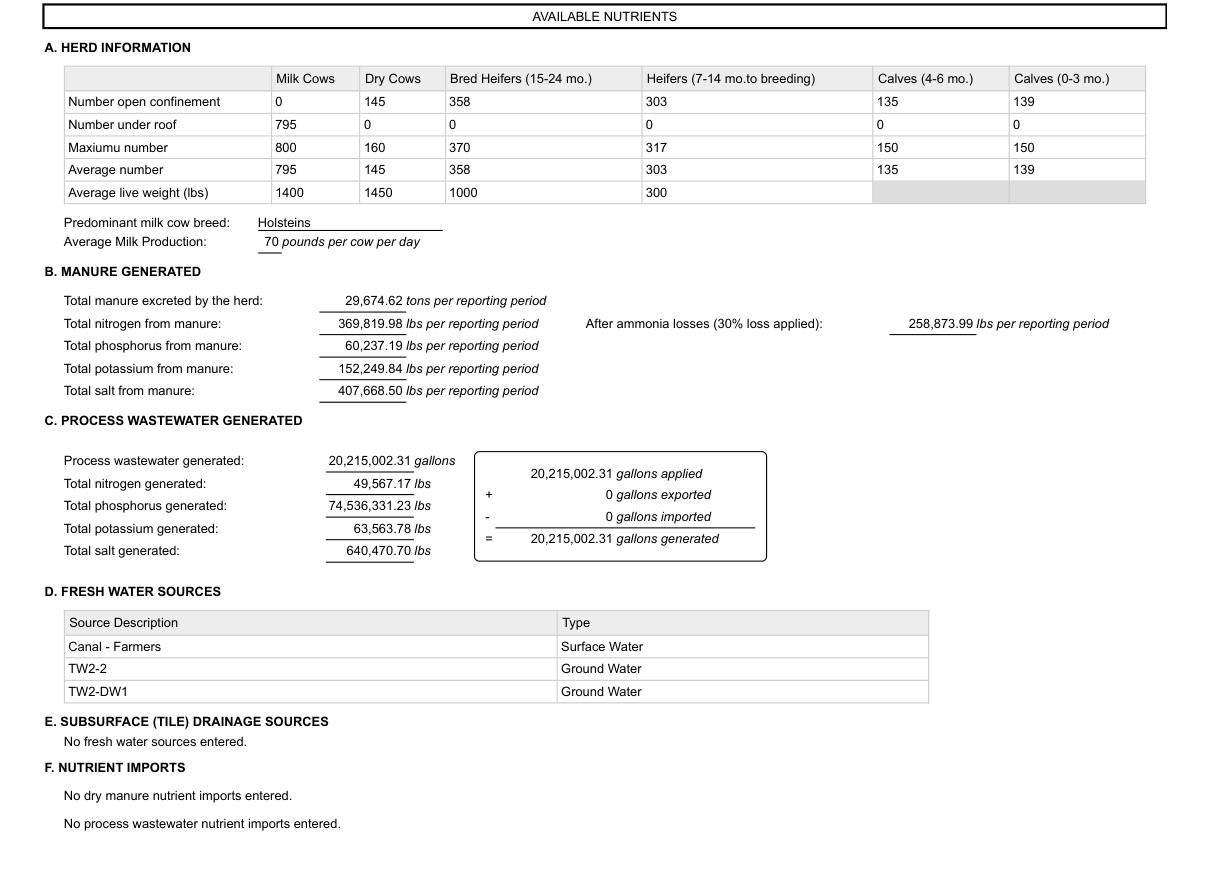 AVAILABLE NUTRIENTS
A. HERD INFORMATION
Milk Cows Dry Cows Bred Heifers (15-24 mo.) Heifers (7-14 mo.to breeding) Calves (4-6 mo.) Calves (0-3 mo.)
Number open confinement 0 145 358 303 135 139
Number under roof 795 0 0 0 0 0
Maxiumu number 800 160 370 317 150 150
Average number 795 145 358 303 135 139
Average live weight (lbs) 1400 1450 1000 300
Predominant milk cow breed: Holsteins
Average Milk Production: 70 pounds per cow per day
B. MANURE GENERATED
Total manure excreted by the herd: 29,674.62 tons per reporting period
Total nitrogen from manure: 369,819.98 lbs per reporting period After ammonia losses (30% loss applied): 258,873.99 lbs per reporting period
Total phosphorus from manure: 60,237.19 lbs per reporting period
Total potassium from manure: 152,249.84 lbs per reporting period
Total salt from manure: 407,668.50 lbs per reporting period
C. PROCESS WASTEWATER GENERATED
Process wastewater generated: 20,215,002.31 gallons
Total nitrogen generated: 49,567.17 lbs
Total phosphorus generated: 74,536,331.23 lbs
Total potassium generated: 63,563.78 lbs
Total salt generated: 640,470.70 lbs
20,215,002.31 gallons applied
+ 0 gallons exported
- 0 gallons imported
= 20,215,002.31 gallons generated
D. FRESH WATER SOURCES
Source Description Type
Canal - Farmers Surface Water
TW2-2 Ground Water
TW2-DW1 Ground Water
E. SUBSURFACE (TILE) DRAINAGE SOURCES
No fresh water sources entered.
F. NUTRIENT IMPORTS
No dry manure nutrient imports entered.
No process wastewater nutrient imports entered.